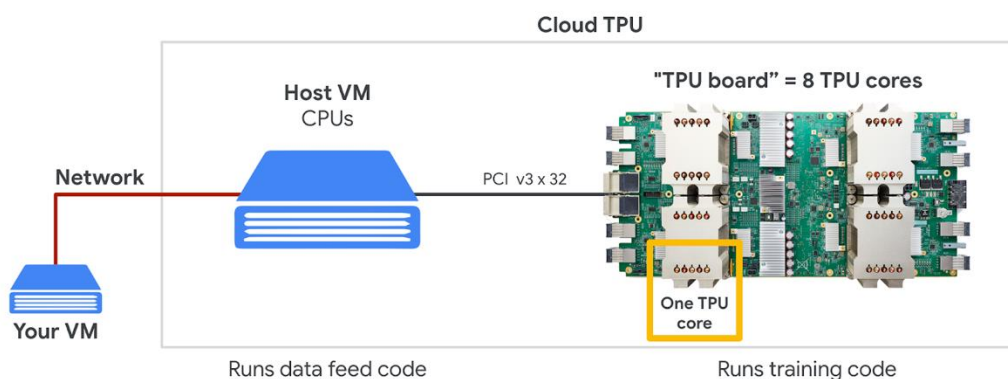 Cloud TPU
Host VM
CPUs
"TPU board” = 8 TPU cores
Network
PCI v3 x 32
One TPU
core
Your VM
Runs data feed code
Runs training code